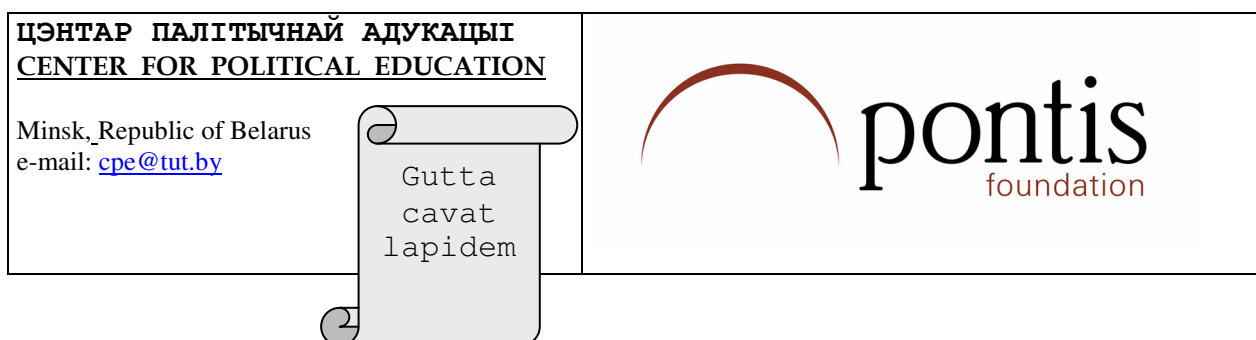 ЦЭНТАР ПАЛІТЫЧНАЙ АДУКАЦЫІ
CENTER FOR POLITICAL EDUCATION
Minsk, Republic of Belarus
e-mail: cpe@tut.by
Gutta
cavat
lapidem
pontis
foundation